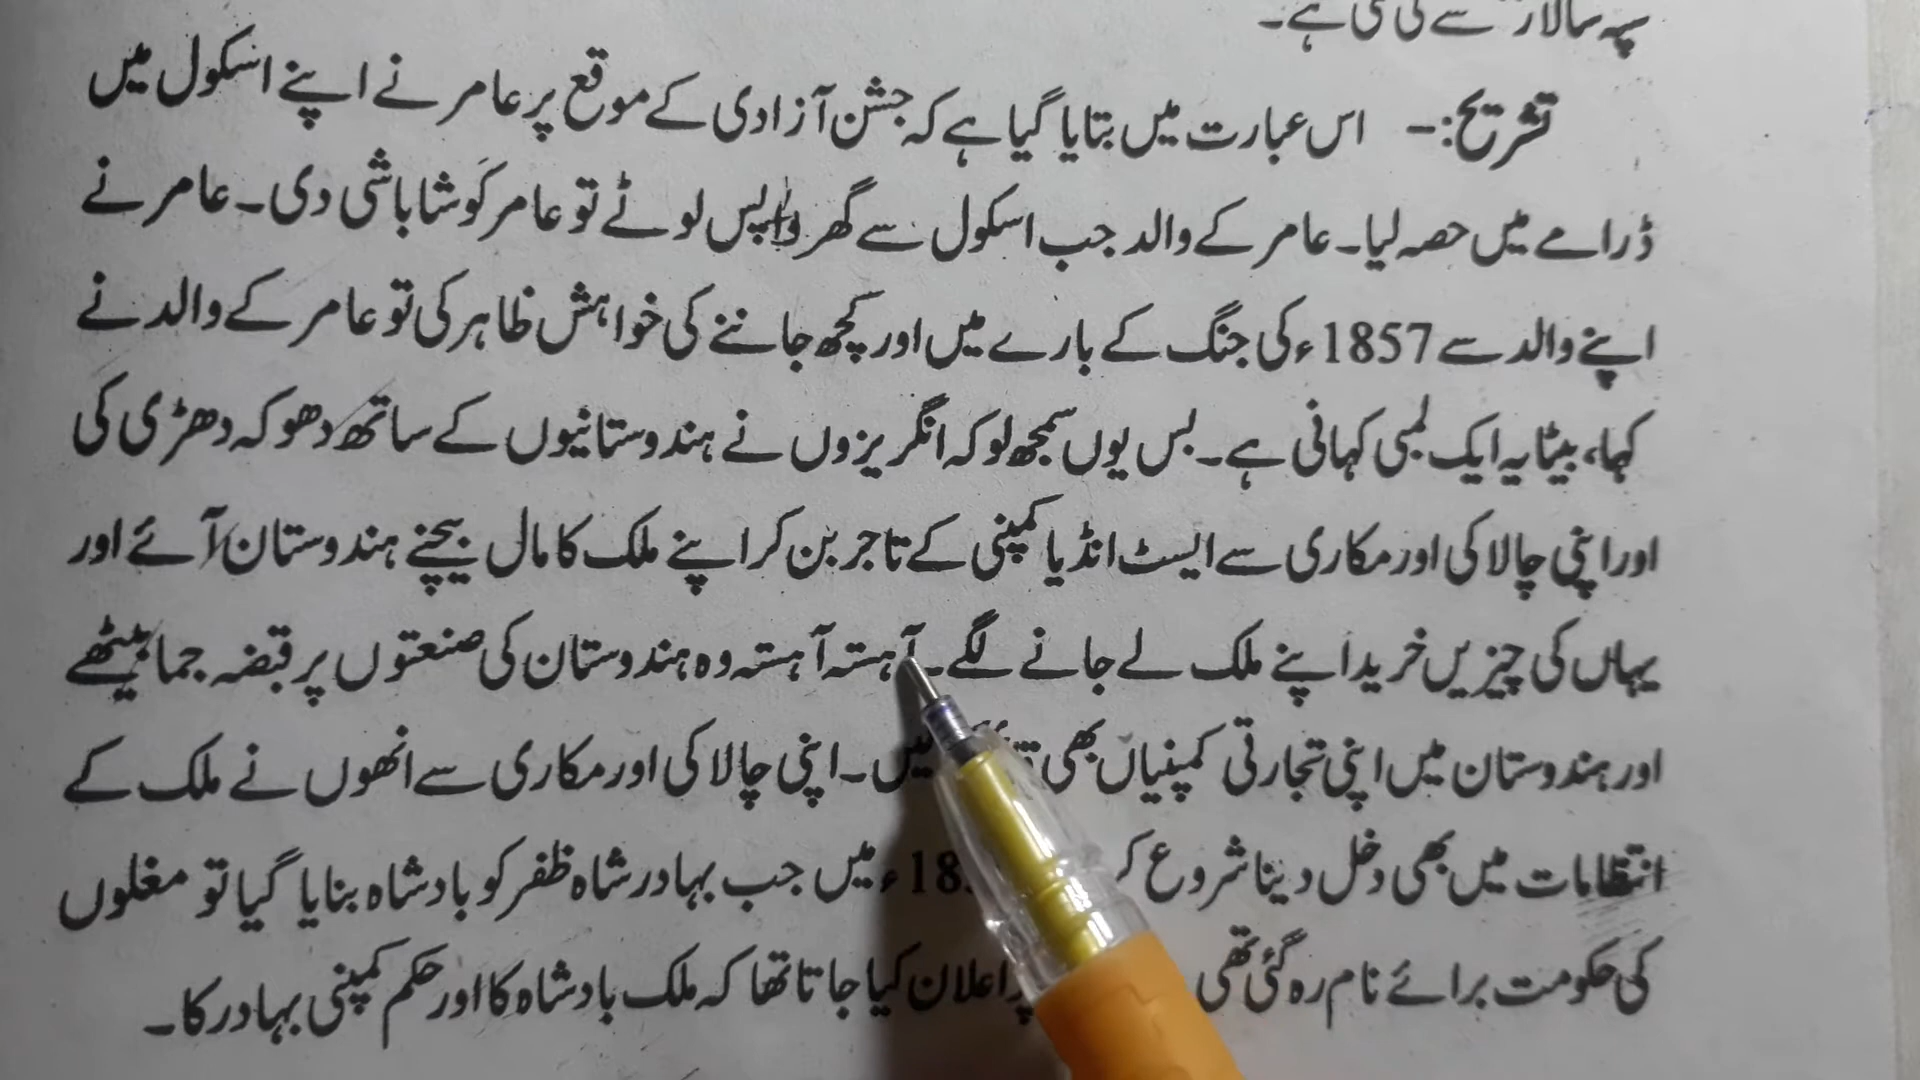 سپہ سالار" سے لی گئی ہے۔
تشریح:- اس عبارت میں بتایا گیا ہے کہ جشن آزادی کے موقع پر عامر نے اپنے اسکول میں
ڈرامے میں حصہ لیا۔ عامر کے والد جب اسکول سے گھر واپس لوٹے تو عامر کو شاباشی دی۔ عامر نے
اپنے والد سے 1857ء کی جنگ کے بارے میں اور کچھ جاننے کی خواہش ظاہر کی تو عامر کے والد نے
کہا، بیٹا یہ ایک لمبی کہانی ہے۔ بس یوں سمجھ لو کہ انگریزوں نے ہندوستانیوں کے ساتھ دھوکہ دھڑی کی
اور اپنی چالاکی اور مکاری سے ایسٹ انڈیا کمپنی کے تاجر بن کر اپنے ملک کا مال بیچنے ہندوستان آئے اور
یہاں کی چیزیں خرید اپنے ملک لے جانے لگے۔ آہستہ آہستہ وہ ہندوستان کی صنعتوں پر قبضہ جما بیٹھے
اور ہندوستان میں اپنی تجارتی کمپنیاں بھی لیں۔ اپنی چالاکی اور مکاری سے انھوں نے ملک کے
انتظامات میں بھی دخل دینا شروع میں جب بہادر شاہ ظفر کو بادشاہ بنایا گیا تو مغلوں
کی حکومت برائے نام رہ گئی تھی پر اعلان کیا جاتا تھا کہ ملک بادشاہ کا اور حکم کمپنی بہادر کا۔